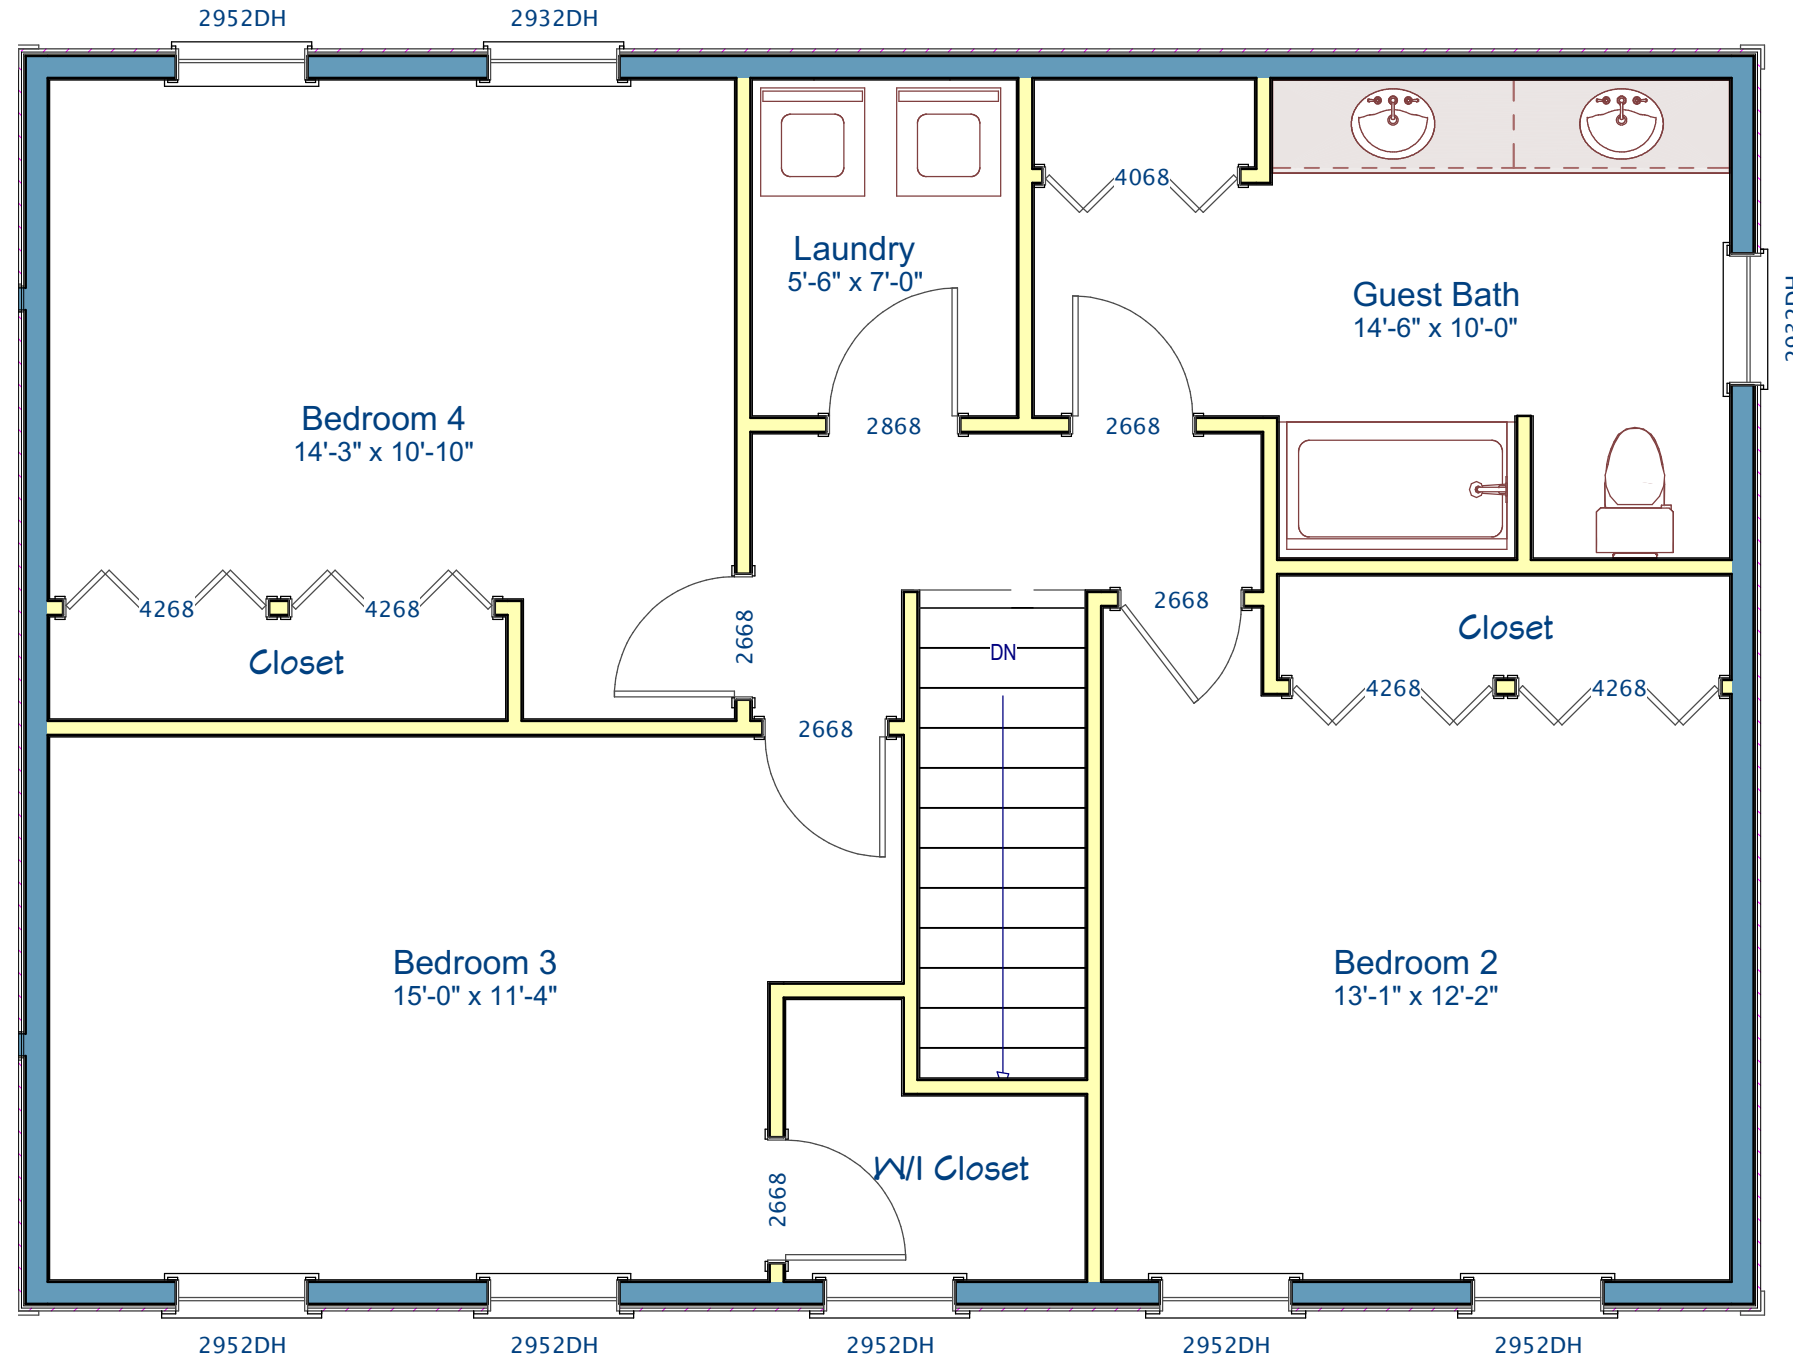 2952DH
2932DH
4068
Laundry
5'-6" x 7'-0"
Guest Bath
14'-6" x 10'-0"
Bedroom 4
14'-3" x 10'-10"
2868
2668
4268
4268
2668
2668
Closet
Closet
DN
4268
4268
2668
Bedroom 3
15'-0" x 11'-4"
Bedroom 2
13'-1" x 12'-2"
W/I Closet
2668
2952DH
2952DH
2952DH
2952DH
2952DH